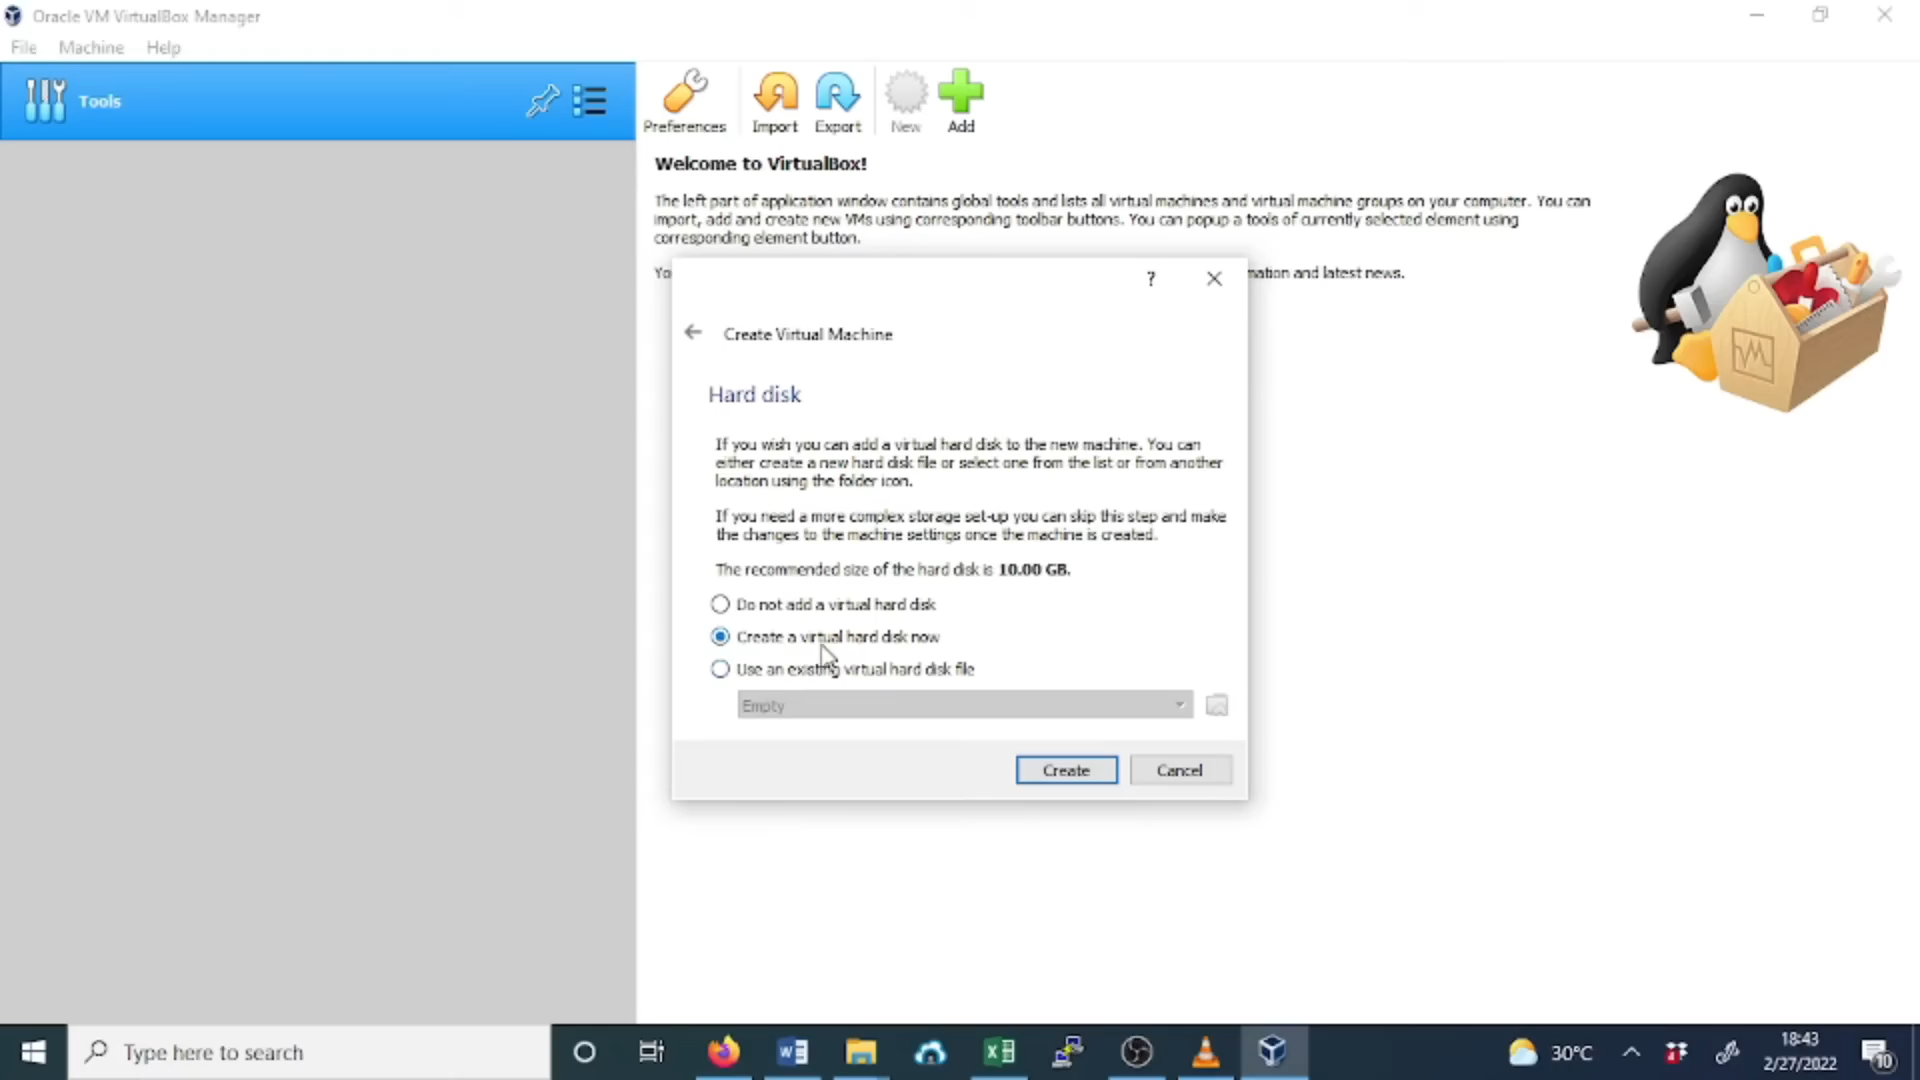 Oracle VM VirtualBox Manager
File Machine Help
Tools
Preferences Import Export New Add
Welcome to VirtualBox!
The left part of application window contains global tools and lists all virtual machines and virtual machine groups on your computer. You can
import, add and create new VMs using corresponding toolbar buttons. You can popup a tools of currently selected element using
corresponding element button.
Yo
mation and latest news.
?
Create Virtual Machine
Hard disk
If you wish you can add a virtual hard disk to the new machine. You can
either create a new hard disk file or select one from the list or from another
location using the folder icon.
If you need a more complex storage set-up you can skip this step and make
the changes to the machine settings once the machine is created.
The recommended size of the hard disk is 10.00 GB.
Do not add a virtual hard disk
Create a virtual hard disk now
Use an existing virtual hard disk file
Empty
Create Cancel
Type here to search
30°C
18:43
2/27/2022
10